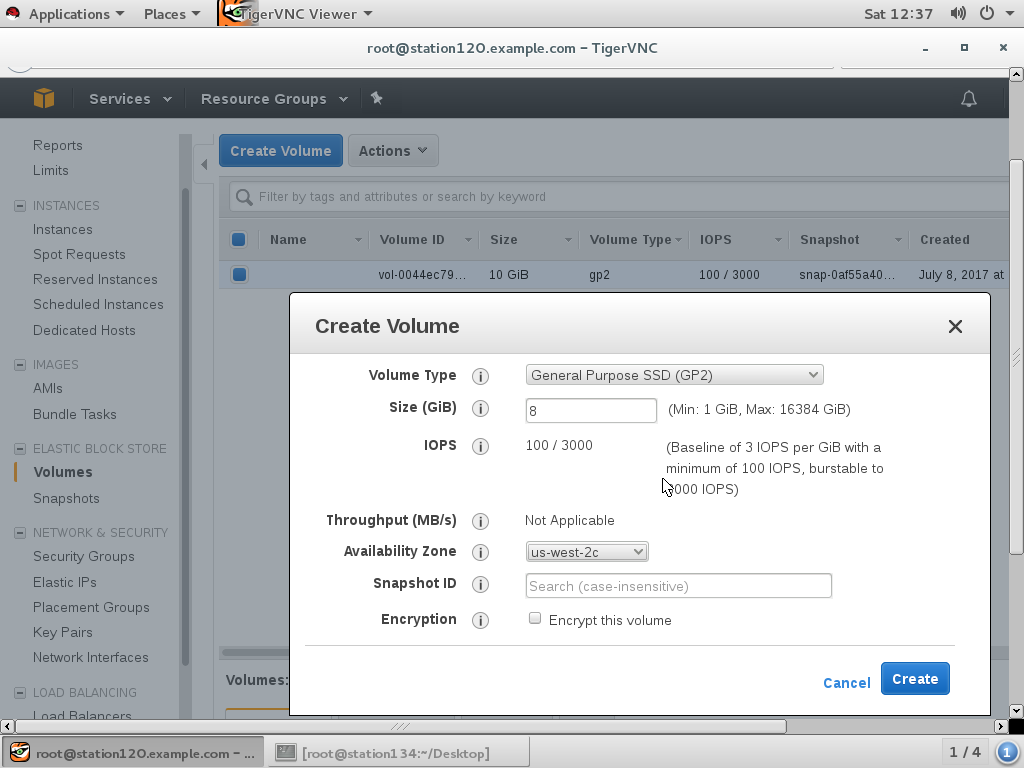 Applications Places TigerVNC Viewer Sat 12:37
root@station120.example.com – TigerVNC
Services Resource Groups
Reports
Limits
INSTANCES
Instances
Spot Requests
Reserved Instances
Scheduled Instances
Dedicated Hosts
IMAGES
AMIs
Bundle Tasks
ELASTIC BLOCK STORE
Volumes
Snapshots
NETWORK & SECURITY
Security Groups
Elastic IPs
Placement Groups
Key Pairs
Network Interfaces
LOAD BALANCING
Load Balancers
Create Volume Actions
Filter by tags and attributes or search by keyword
Name Volume ID Size Volume Type IOPS Snapshot Created
vol-0044ec79... 10 GiB gp2 100 / 3000 snap-0af55a40... July 8, 2017 at
Volumes:
Create Volume
Volume Type i General Purpose SSD (GP2)
Size (GiB) i 8 (Min: 1 GiB, Max: 16384 GiB)
IOPS i 100 / 3000 (Baseline of 3 IOPS per GiB with a
minimum of 100 IOPS, burstable to
3000 IOPS)
Throughput (MB/s) i Not Applicable
Availability Zone i us-west-2c
Snapshot ID i Search (case-insensitive)
Encryption i Encrypt this volume
Cancel Create
root@station120.example.com – ... [root@station134:~/Desktop] 1 / 4 1